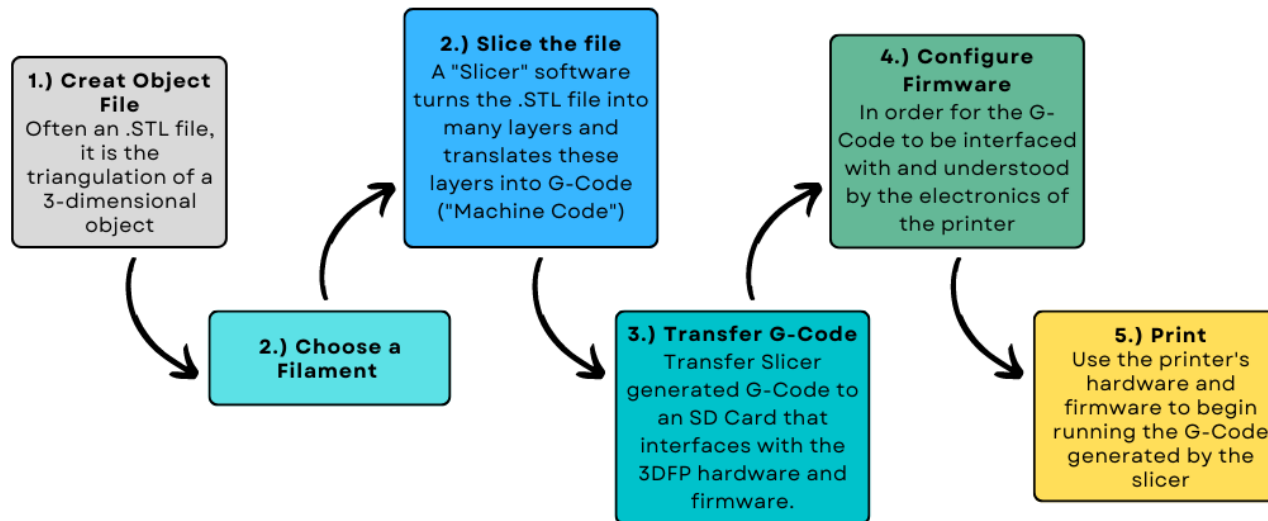 1.) Creat Object
File
Often an .STL file,
it is the
triangulation of a
3-dimensional
object
2.) Choose a
Filament
2.) Slice the file
A "Slicer" software
turns the .STL file into
many layers and
translates these
layers into G-Code
("Machine Code")
3.) Transfer G-Code
Transfer Slicer
generated G-Code to
an SD Card that
interfaces with the
3DFP hardware and
firmware.
4.) Configure
Firmware
In order for the G-
Code to be interfaced
with and understood
by the electronics of
the printer
5.) Print
Use the printer's
hardware and
firmware to begin
running the G-Code
generated by the
slicer